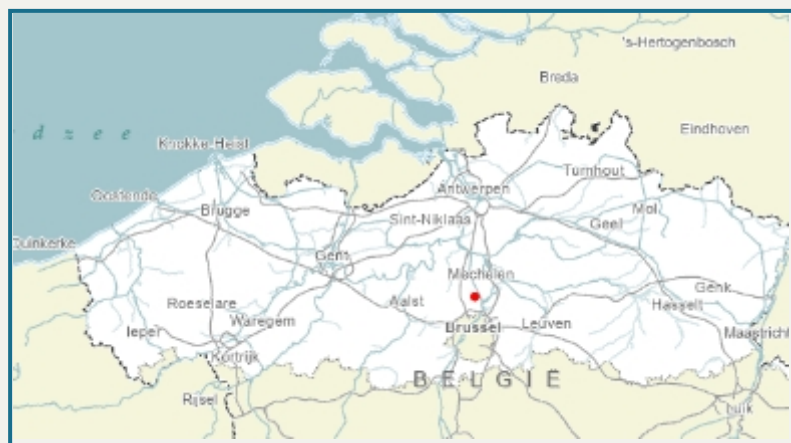 's-Hertogenbosch
Breda
d z e e
Eindhoven
Knokke-Heist
Turnhout
Antwerpen
Oostende
Mol
Brugge
Sint-Niklaas
Geel
Duinkerke
Gent
Mechelen
Genk
Roeselare
Aalst
Hasselt
Waregem
Brussel
Leuven
Ieper
Maastricht
Kortrijk
BELGIË
Rijsel
Luik